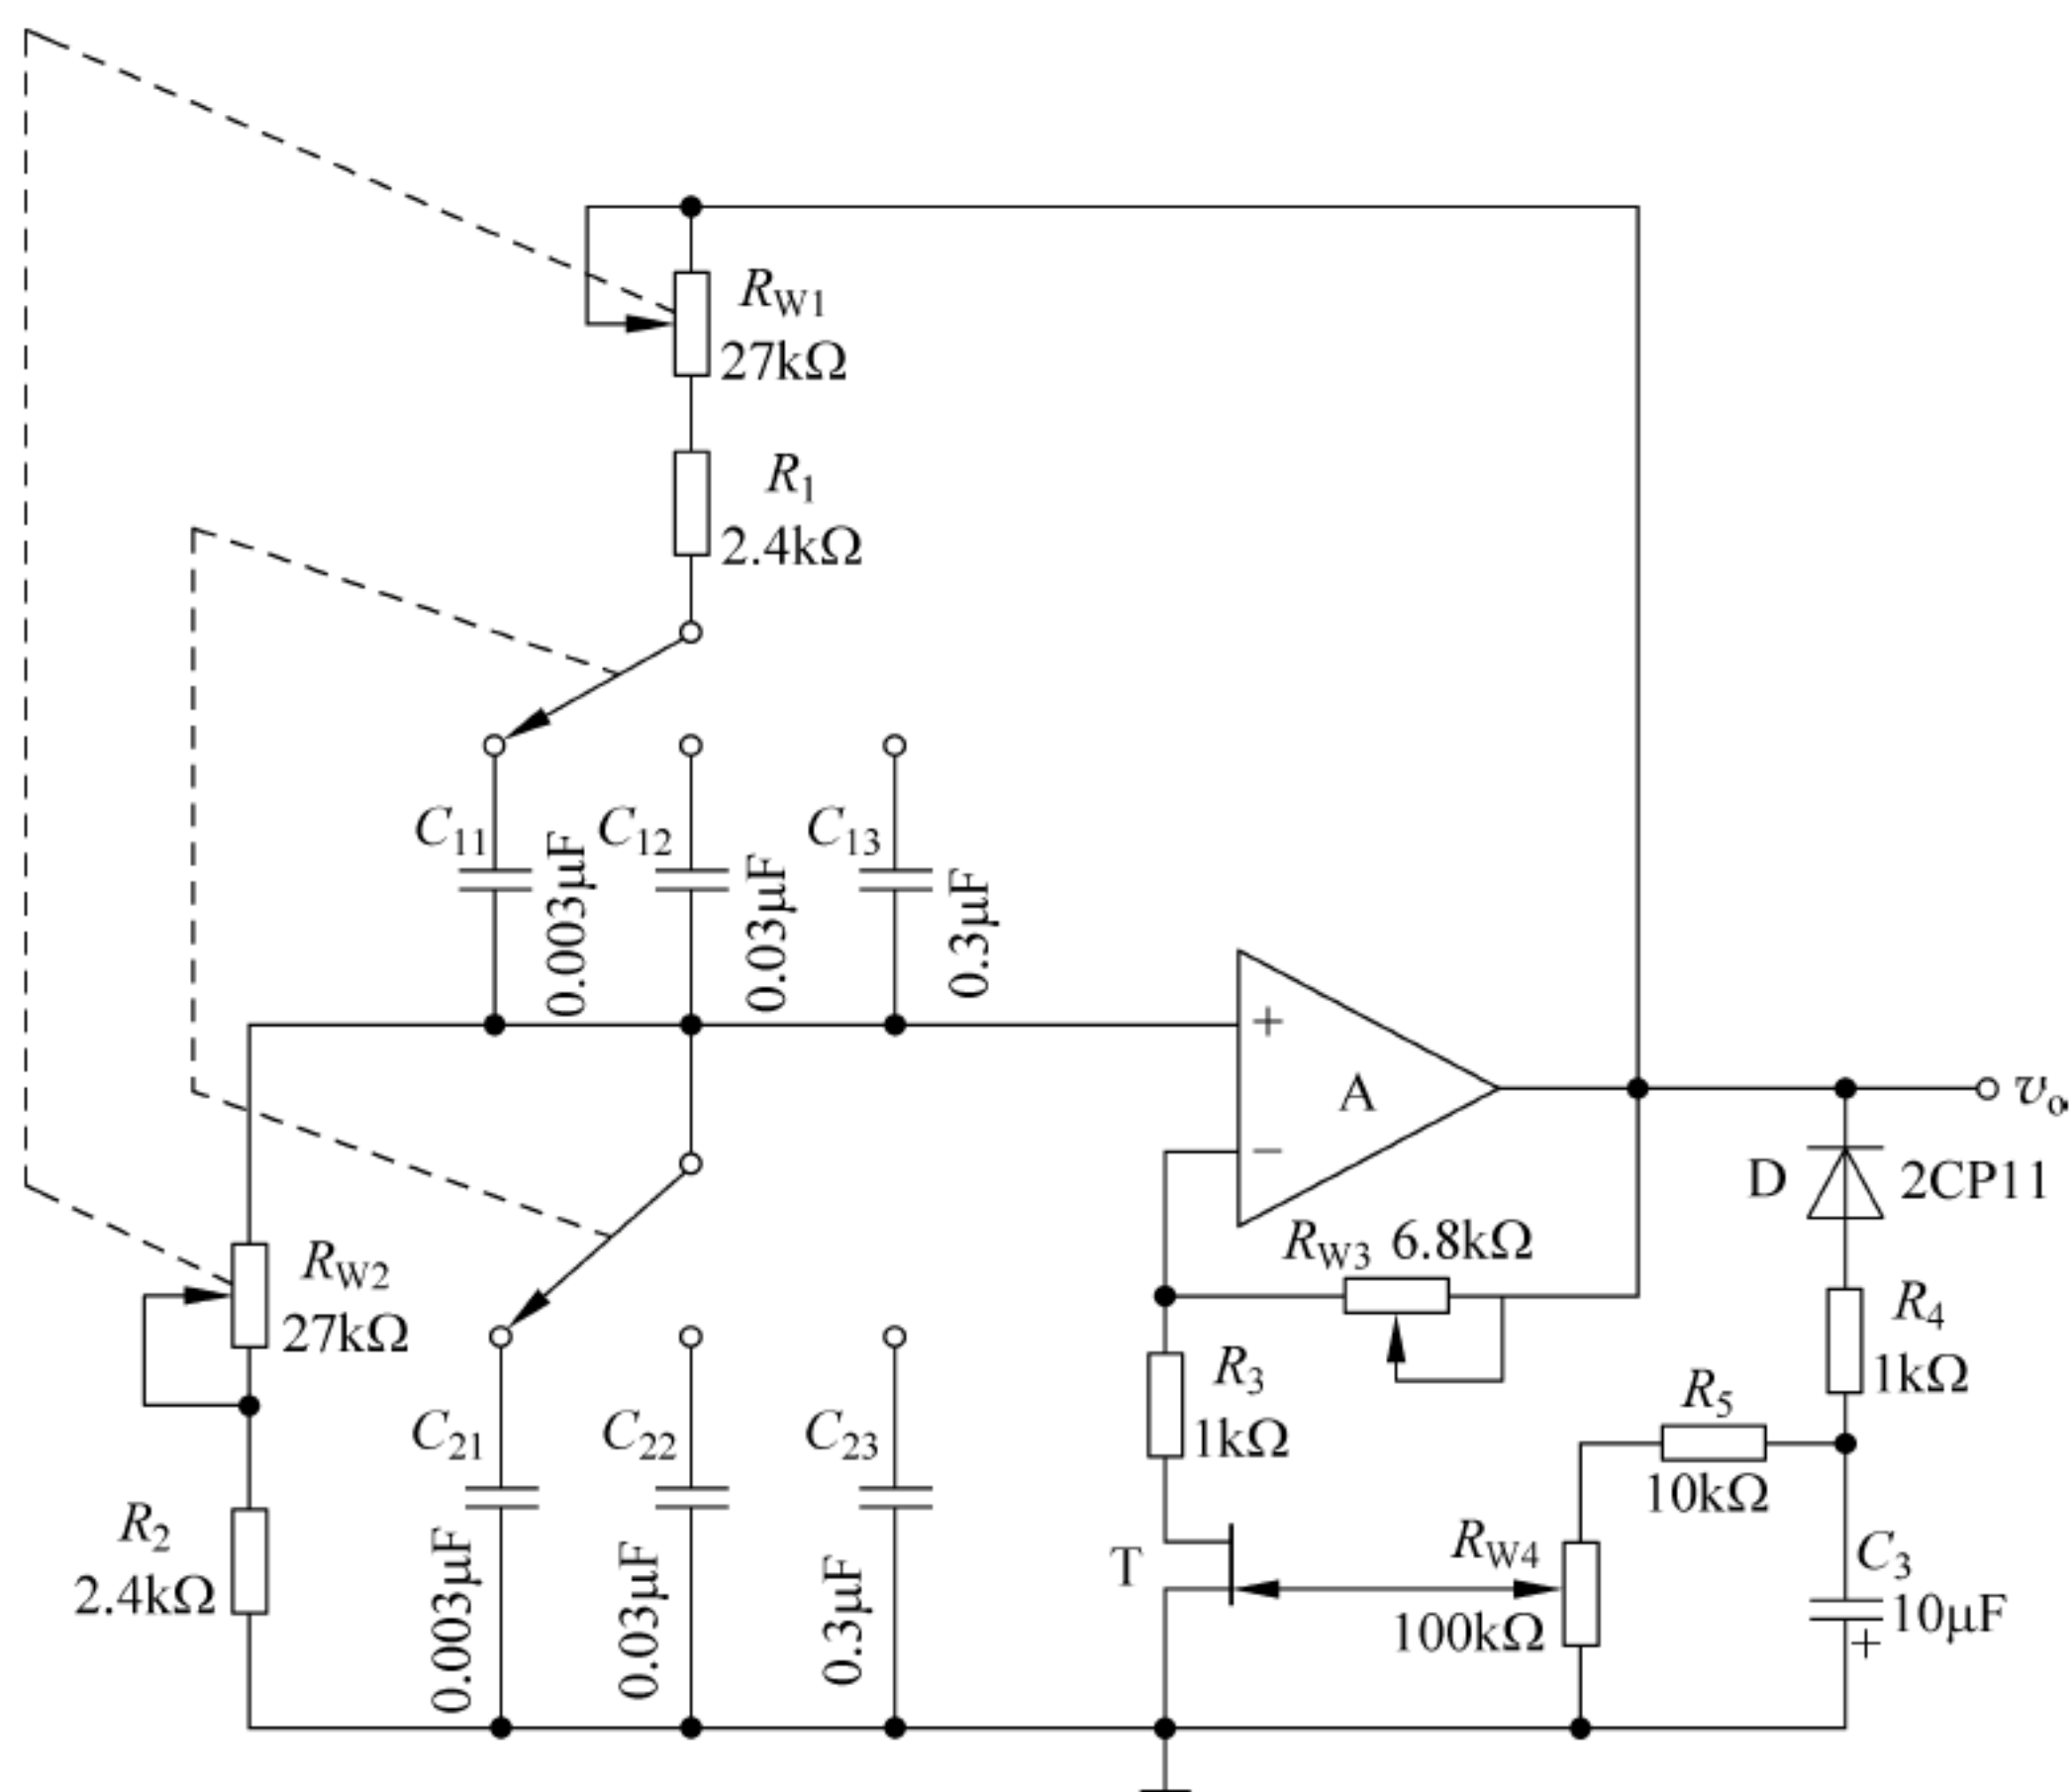 R_W1
27kΩ
R_1
2.4kΩ
C_11
0.003μF
C_12
0.03μF
C_13
0.3μF
+
A
−
v_o
D
2CP11
R_W3 6.8kΩ
R_W2
27kΩ
R_4
1kΩ
R_3
1kΩ
R_5
10kΩ
C_21
0.003μF
C_22
0.03μF
C_23
0.3μF
R_2
2.4kΩ
T
R_W4
100kΩ
C_3
10μF
+